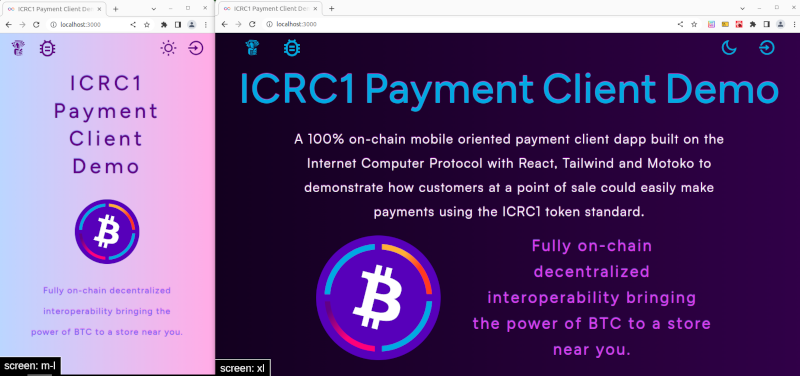 ICRC1 Payment Client Dem
localhost:3000
ICRC1
Payment
Client
Demo
Fully on-chain decentralized
interoperability bringing the
power of BTC to a store near you.
screen: m-l
ICRC1 Payment Client Dem
localhost:3000
ICRC1 Payment Client Demo
A 100% on-chain mobile oriented payment client dapp built on the
Internet Computer Protocol with React, Tailwind and Motoko to
demonstrate how customers at a point of sale could easily make
payments using the ICRC1 token standard.
Fully on-chain
decentralized
interoperability bringing
the power of BTC to a store
near you.
screen: xl